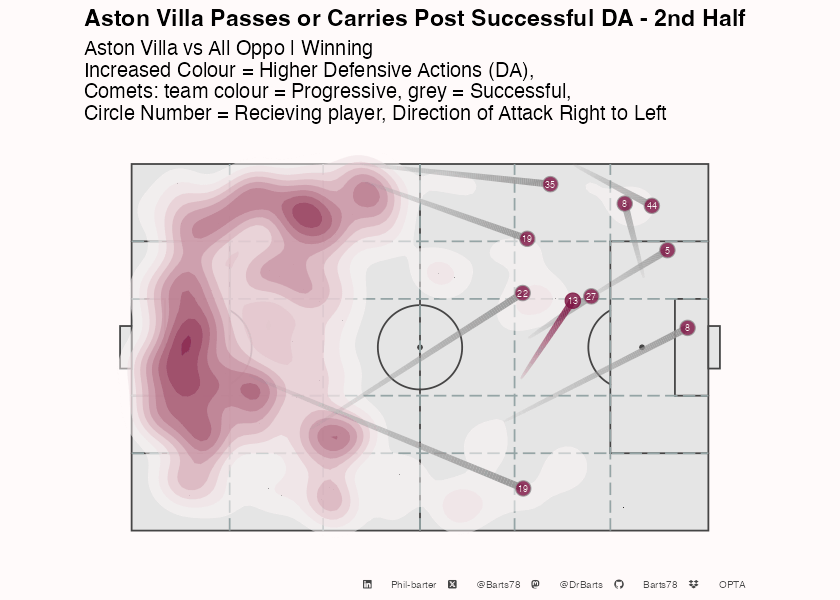 Aston Villa Passes or Carries Post Successful DA - 2nd Half
Aston Villa vs All Oppo | Winning
Increased Colour = Higher Defensive Actions (DA),
Comets: team colour = Progressive, grey = Successful,
Circle Number = Recieving player, Direction of Attack Right to Left
35
8
44
19
5
22
13
27
8
19
Phil-barter @Barts78 @DrBarts Barts78 OPTA